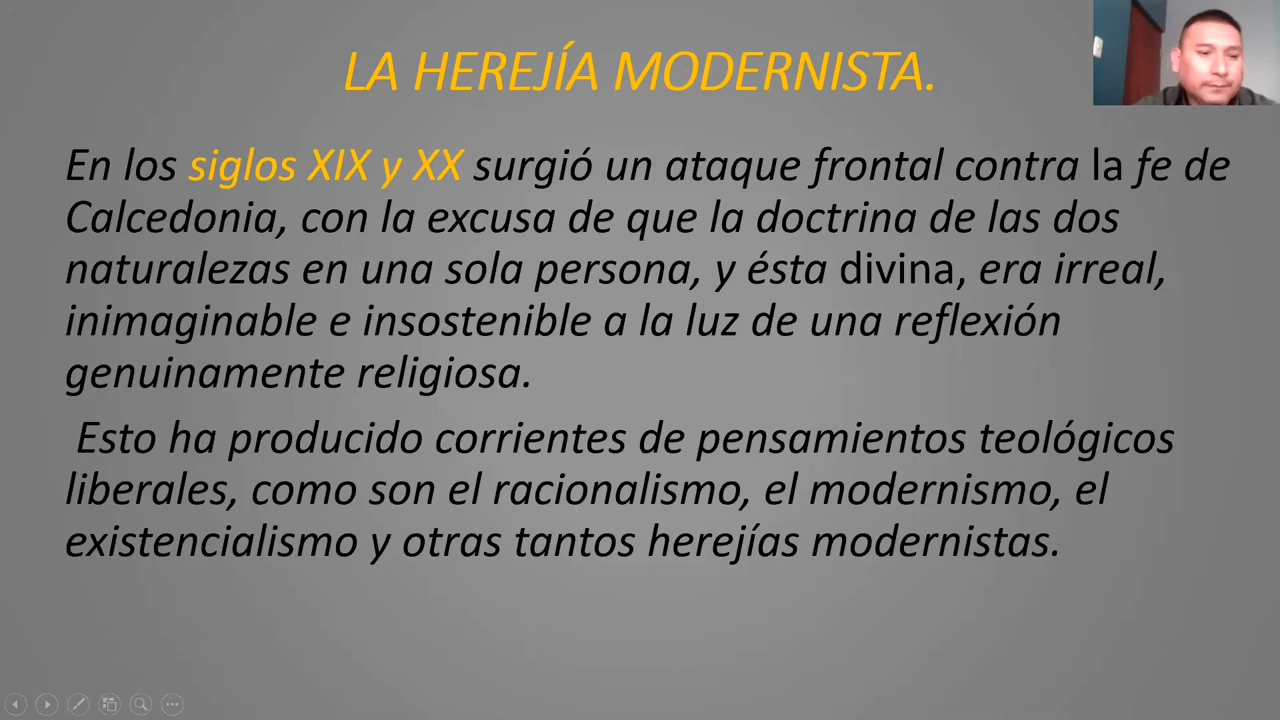 LA HEREJÍA MODERNISTA.
En los siglos XIX y XX surgió un ataque frontal contra la fe de
Calcedonia, con la excusa de que la doctrina de las dos
naturalezas en una sola persona, y ésta divina, era irreal,
inimaginable e insostenible a la luz de una reflexión
genuinamente religiosa.
Esto ha producido corrientes de pensamientos teológicos
liberales, como son el racionalismo, el modernismo, el
existencialismo y otras tantos herejías modernistas.